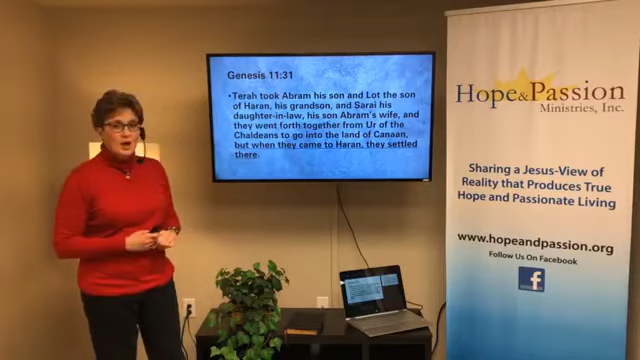 Genesis 11:31
•Terah took Abram his son and Lot the son
of Haran, his grandson, and Sarai his
daughter-in-law, his son Abram's wife, and
they went forth together from Ur of the
Chaldeans to go into the land of Canaan,
but when they came to Haran, they settled
there.
Hope&Passion
Ministries, Inc.
Sharing a Jesus-View of
Reality that Produces True
Hope and Passionate Living
www.hopeandpassion.org
Follow Us On Facebook
f